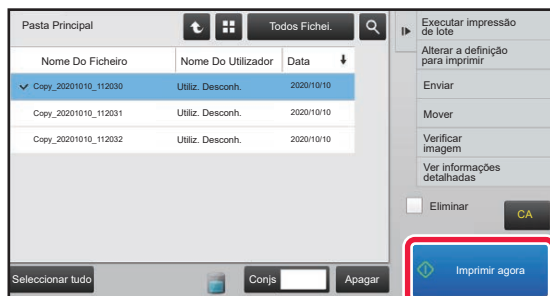 Pasta Principal
Todos Fichei.
Nome Do Ficheiro Nome Do Utilizador Data
Copy_20201010_112030 Utiliz. Desconh. 2020/10/10
Copy_20201010_112031 Utiliz. Desconh. 2020/10/10
Copy_20201010_112032 Utiliz. Desconh. 2020/10/10
Seleccionar tudo
Conjs
Apagar
Executar impressão
de lote
Alterar a definição
para imprimir
Enviar
Mover
Verificar
imagem
Ver informações
detalhadas
Eliminar
CA
Imprimir agora